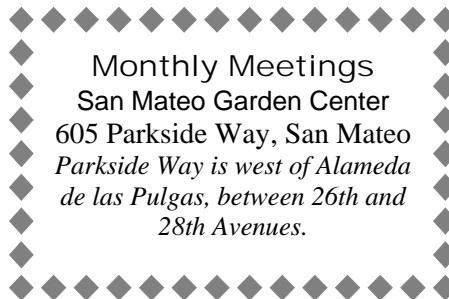 Monthly Meetings
San Mateo Garden Center
605 Parkside Way, San Mateo
Parkside Way is west of Alameda
de las Pulgas, between 26th and
28th Avenues.